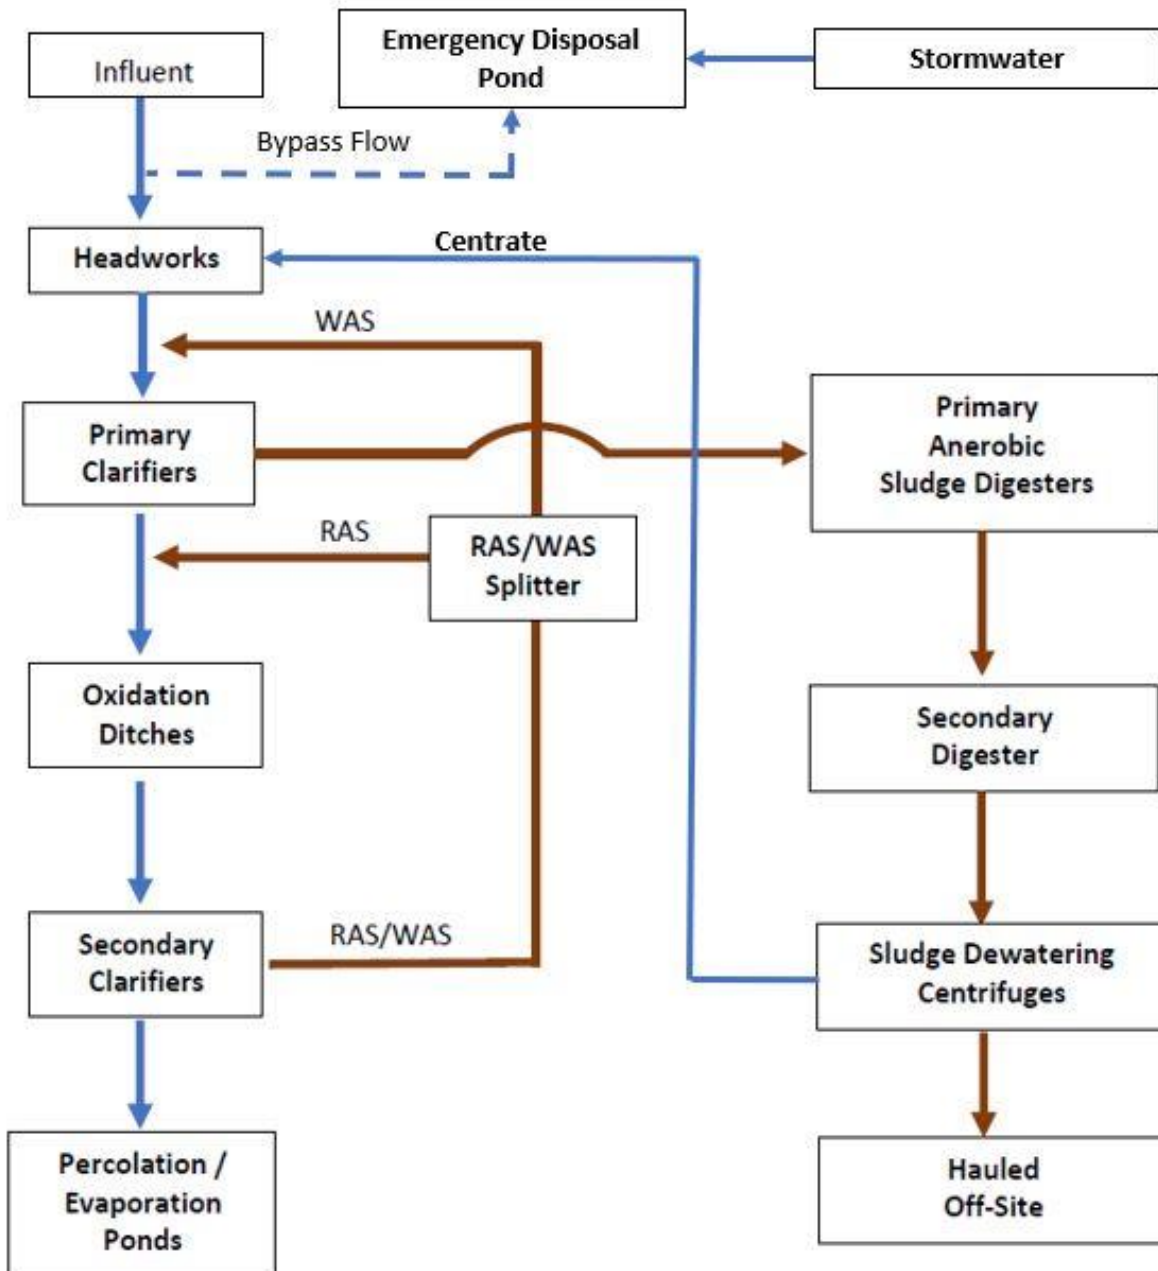 Influent
Emergency Disposal
Pond
Stormwater
Bypass Flow
Headworks
Centrate
WAS
Primary
Clarifiers
Primary
Anerobic
Sludge Digesters
RAS
RAS/WAS
Splitter
Oxidation
Ditches
Secondary
Digester
Secondary
Clarifiers
RAS/WAS
Sludge Dewatering
Centrifuges
Percolation /
Evaporation
Ponds
Hauled
Off-Site